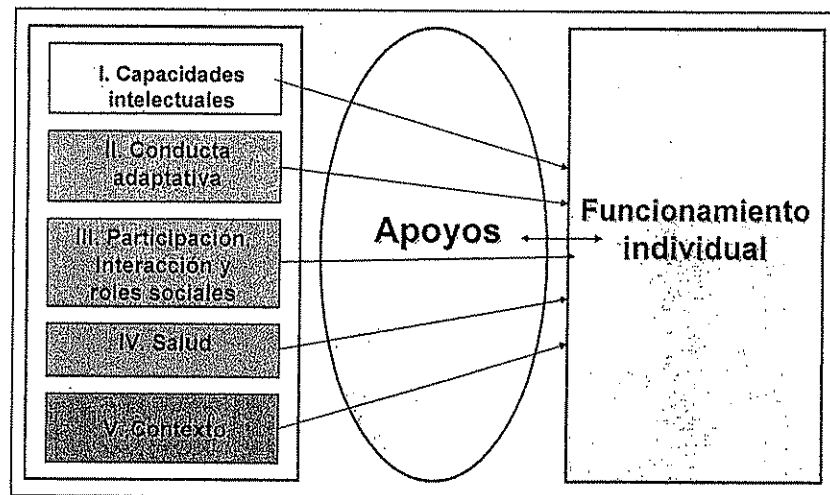 I. Capacidades
intelectuales
II. Conducta
adaptativa
III. Participación,
interacción y
roles sociales
IV. Salud
V. Contexto
Apoyos
Funcionamiento
individual